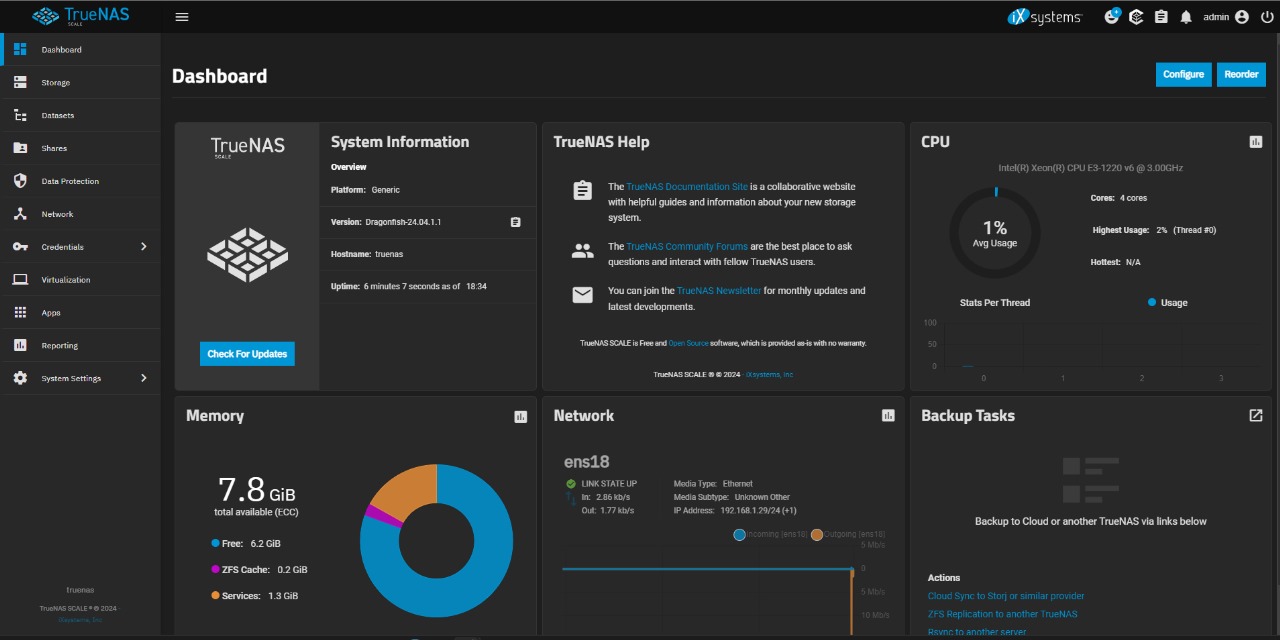 TrueNAS
SCALE
iXsystems
admin
Dashboard
Storage
Datasets
Shares
Data Protection
Network
Credentials
Virtualization
Apps
Reporting
System Settings
truenas
TrueNAS SCALE ® © 2024
iXsystems, Inc
Dashboard
Configure
Reorder
TrueNAS
SCALE
Check For Updates
System Information
Overview
Platform: Generic
Version: Dragonfish-24.04.1.1
Hostname: truenas
Uptime: 6 minutes 7 seconds as of 18:34
TrueNAS Help
The TrueNAS Documentation Site is a collaborative website
with helpful guides and information about your new storage
system.
The TrueNAS Community Forums are the best place to ask
questions and interact with fellow TrueNAS users.
You can join the TrueNAS Newsletter for monthly updates and
latest developments.
TrueNAS SCALE is Free and Open Source software, which is provided as-is with no warranty.
TrueNAS SCALE ® © 2024 - iXsystems, Inc
CPU
Intel(R) Xeon(R) CPU E3-1220 v6 @ 3.00GHz
1%
Avg Usage
Cores: 4 cores
Highest Usage: 2% (Thread #0)
Hottest: N/A
Stats Per Thread
Usage
100
50
0
0 1 2 3
Memory
7.8 GiB
total available (ECC)
Free: 6.2 GiB
ZFS Cache: 0.2 GiB
Services: 1.3 GiB
Network
ens18
LINK STATE UP
In: 2.86 kb/s
Out: 1.77 kb/s
Media Type: Ethernet
Media Subtype: Unknown Other
IP Address: 192.168.1.29/24 (+1)
Incoming [ens18] Outgoing [ens18]
5 Mb/s
0
5 Mb/s
10 Mb/s
Backup Tasks
Backup to Cloud or another TrueNAS via links below
Actions
Cloud Sync to Storj or similar provider
ZFS Replication to another TrueNAS
Rsync to another server